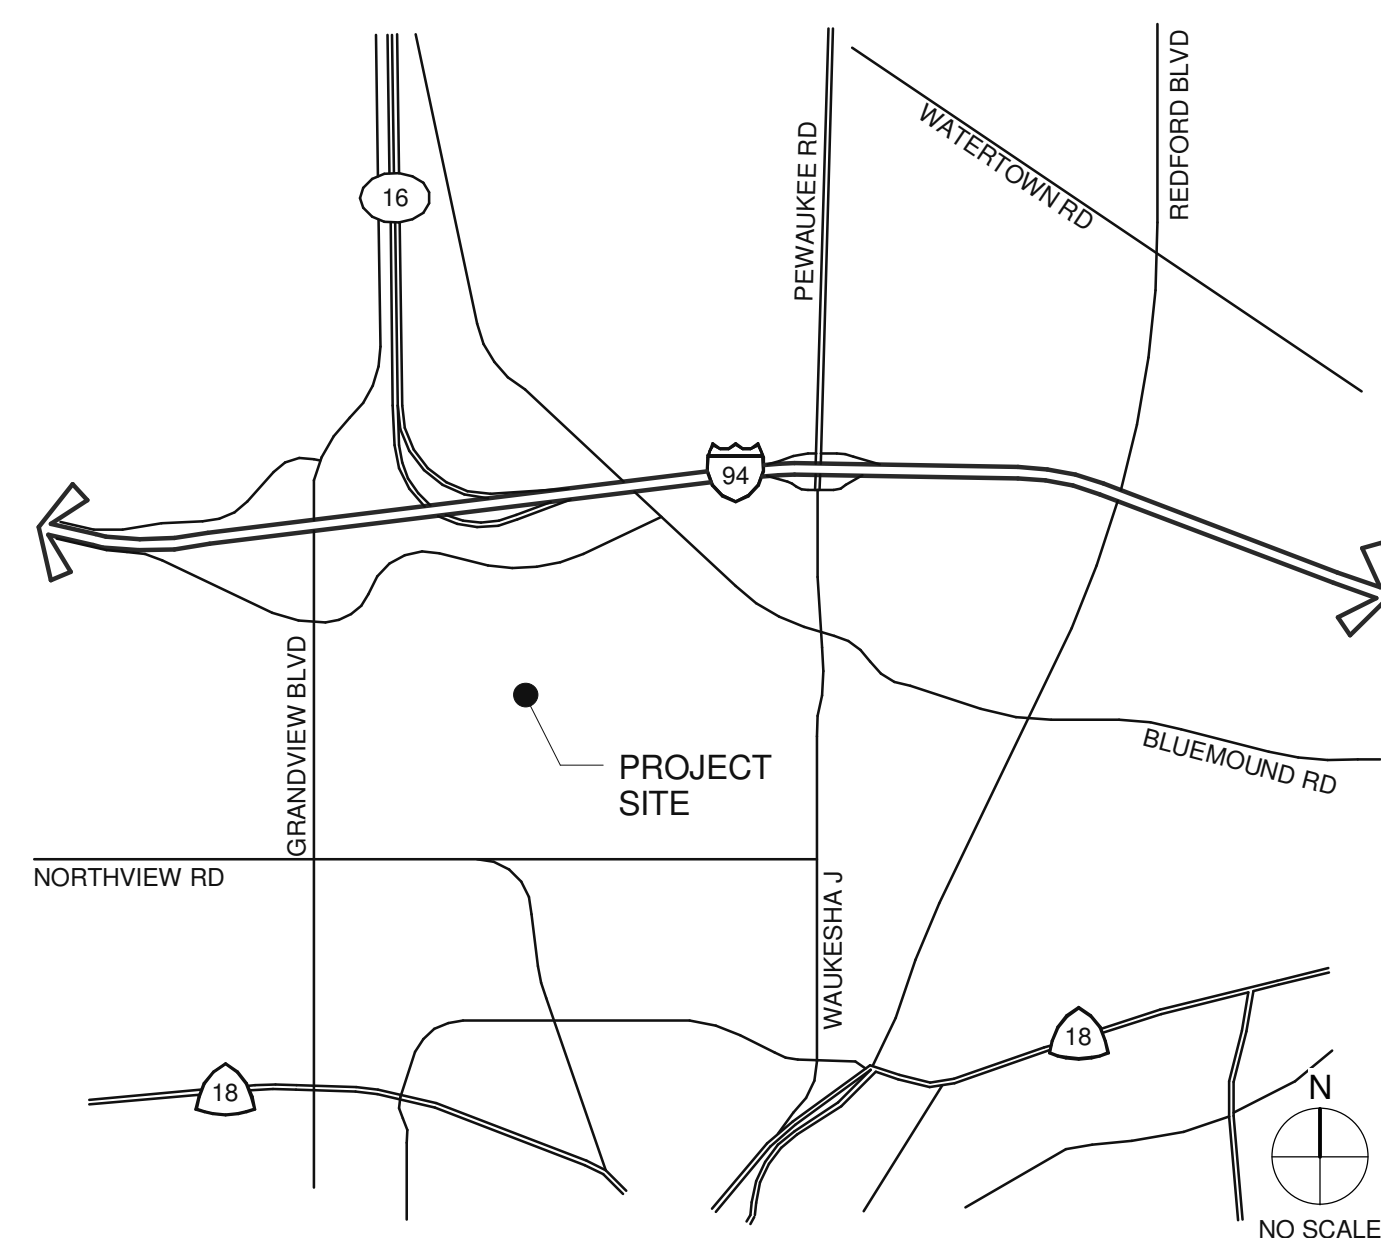 REDFORD BLVD
WATERTOWN RD
PEWAUKEE RD
16
94
GRANDVIEW BLVD
PROJECT
SITE
BLUEMOUND RD
NORTHVIEW RD
WAUKESHA J
18
18
N
NO SCALE